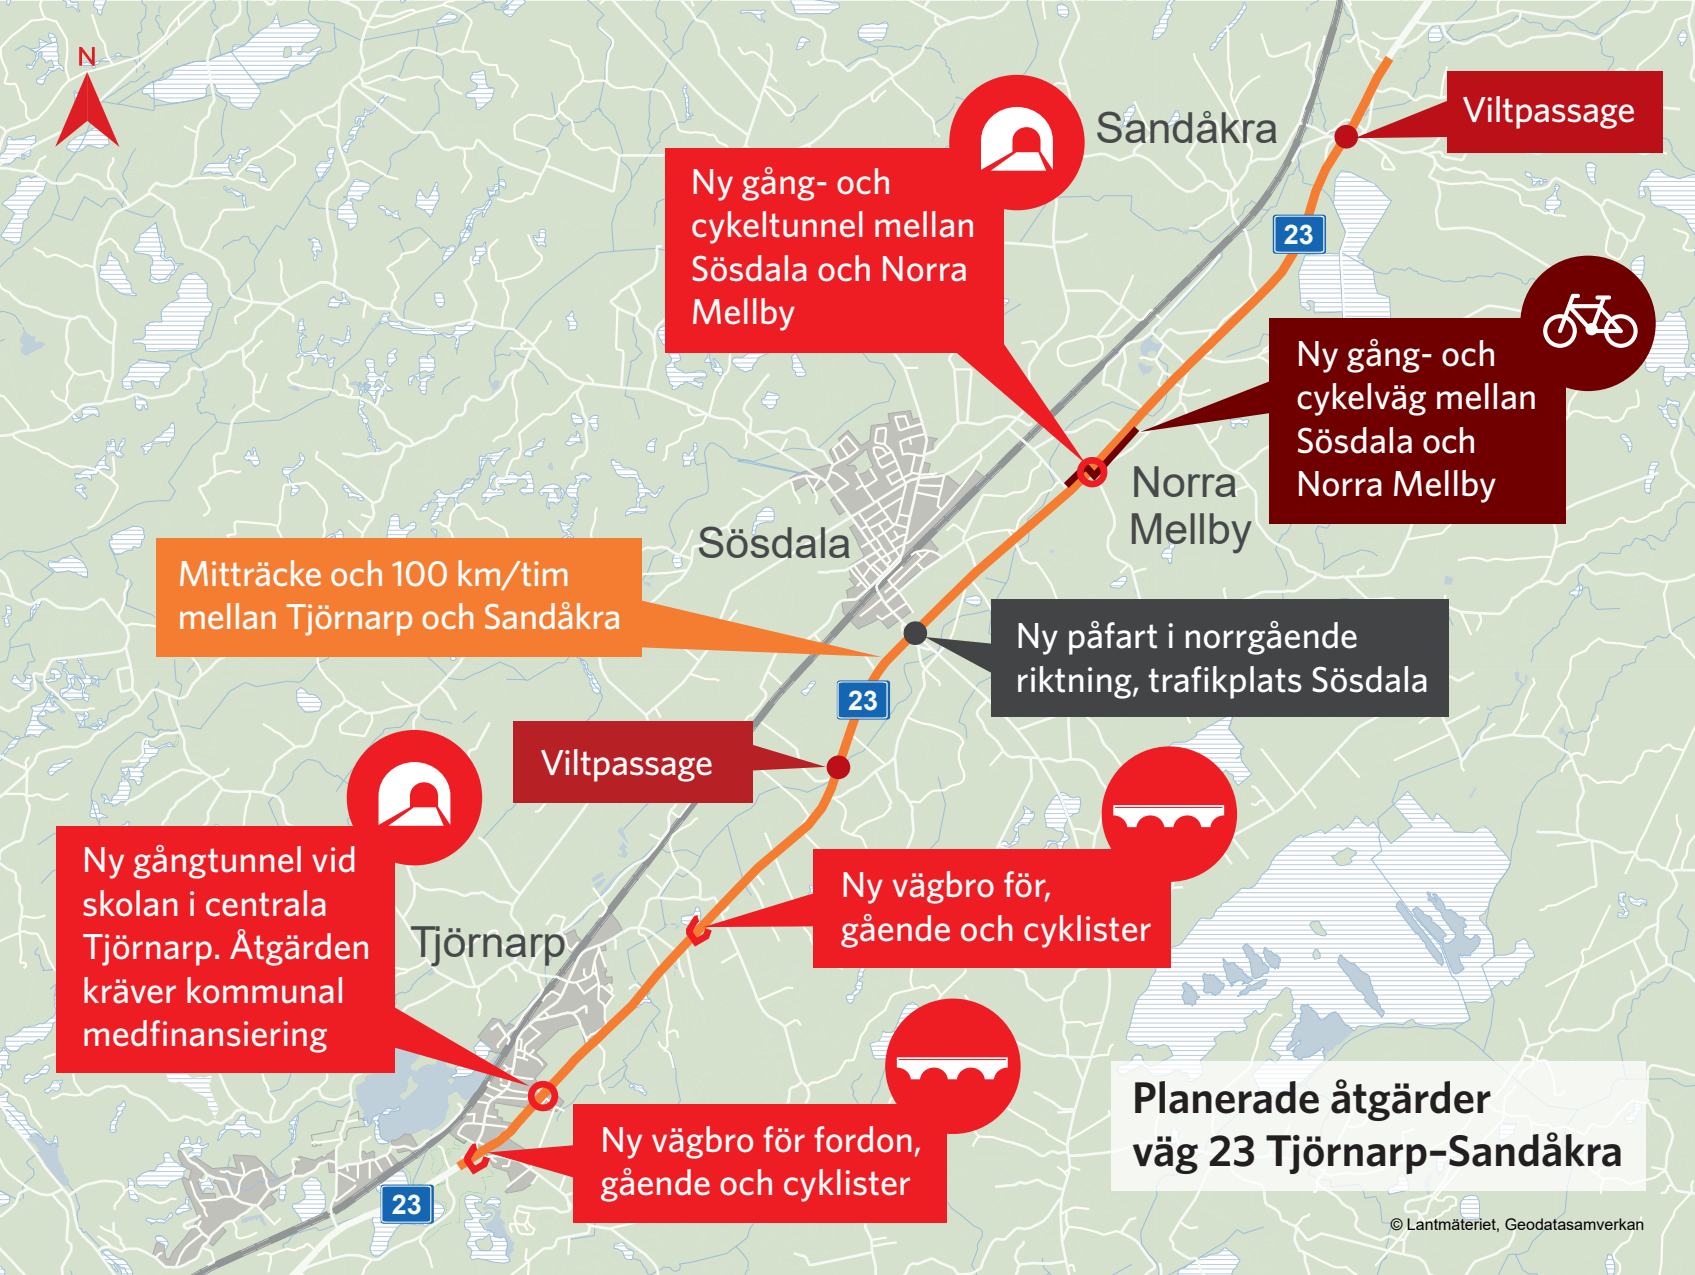 N
Sandåkra
Viltpassage
Ny gång- och
cykeltunnel mellan
Sösdala och Norra
Mellby
23
Ny gång- och
cykelväg mellan
Sösdala och
Norra Mellby
Norra
Mellby
Sösdala
Mitträcke och 100 km/tim
mellan Tjörnarp och Sandåkra
Ny påfart i norrgående
riktning, trafikplats Sösdala
23
Viltpassage
Ny gångtunnel vid
skolan i centrala
Tjörnarp. Åtgärden
kräver kommunal
medfinansiering
Tjörnarp
Ny vägbro för,
gående och cyklister
Ny vägbro för fordon,
gående och cyklister
23
Planerade åtgärder
väg 23 Tjörnarp–Sandåkra
© Lantmäteriet, Geodatasamverkan